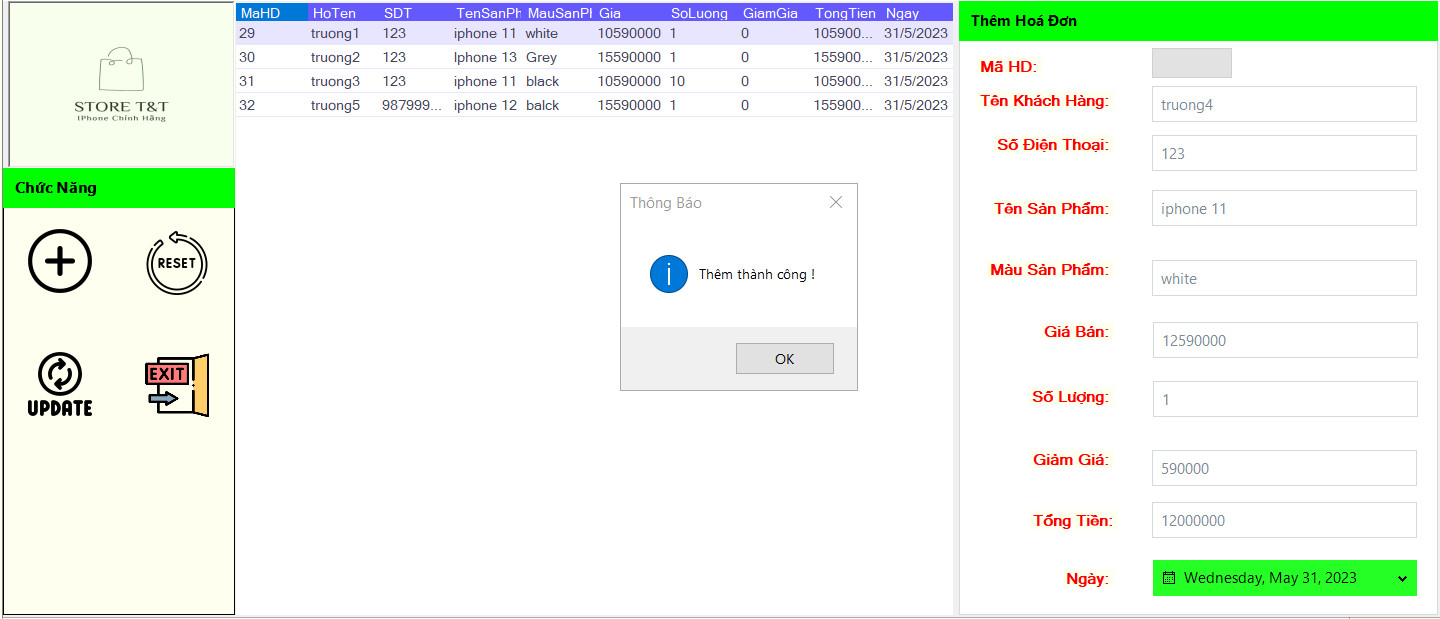 STORE T&T
IPhone Chính Hãng
Chức Năng
RESET
UPDATE
EXIT
MaHD HoTen SDT TenSanPh MauSanPl Gia SoLuong GiamGia TongTien Ngay
29 truong1 123 iphone 11 white 10590000 1 0 105900... 31/5/2023
30 truong2 123 Iphone 13 Grey 15590000 1 0 155900... 31/5/2023
31 truong3 123 iphone 11 black 10590000 10 0 105900... 31/5/2023
32 truong5 987999... iphone 12 balck 15590000 1 0 155900... 31/5/2023
Thông Báo
Thêm thành công !
OK
Thêm Hoá Đơn
Mã HD:
Tên Khách Hàng: truong4
Số Điện Thoại: 123
Tên Sản Phẩm: iphone 11
Màu Sản Phẩm: white
Giá Bán: 12590000
Số Lượng: 1
Giảm Giá: 590000
Tổng Tiền: 12000000
Ngày: Wednesday, May 31, 2023